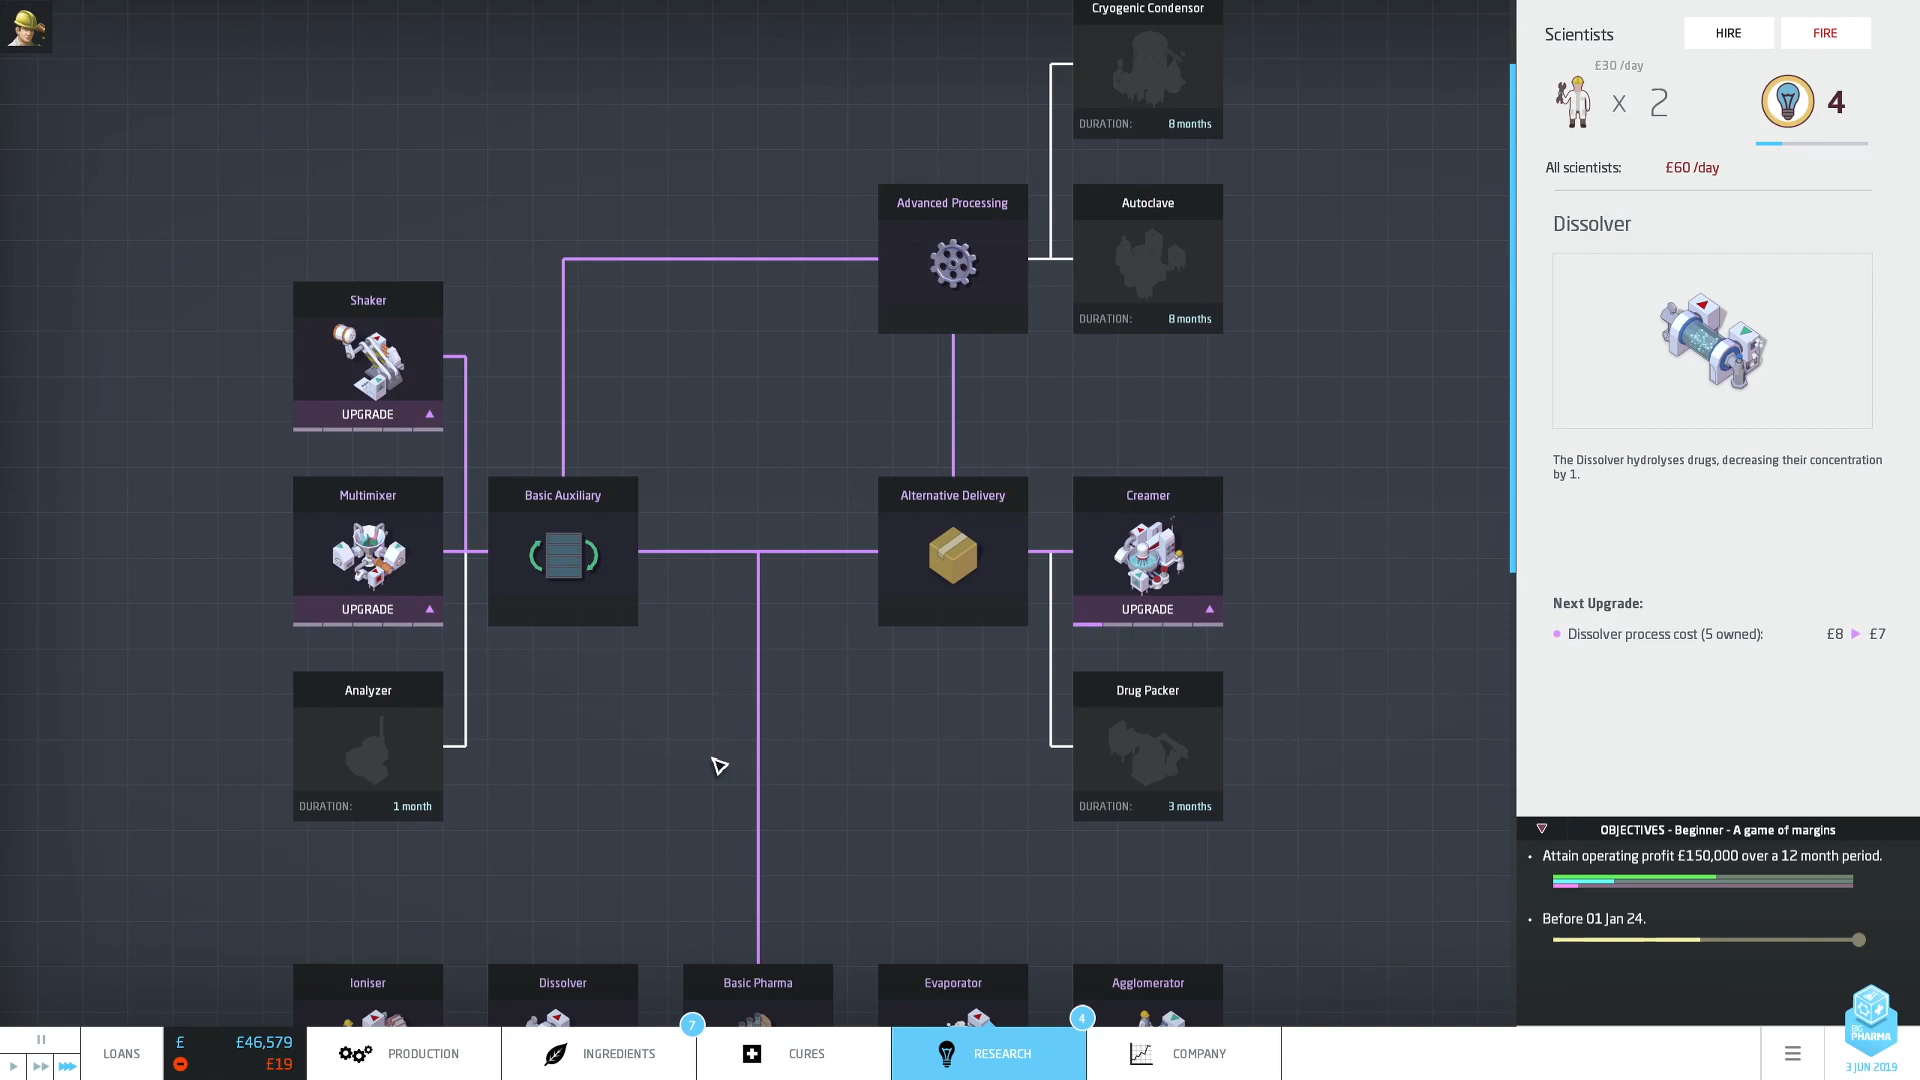 Cryogenic Condensor
DURATION: 8 months
Advanced Processing
Autoclave
DURATION: 8 months
Shaker
UPGRADE
Multimixer
UPGRADE
Basic Auxiliary
Alternative Delivery
Creamer
UPGRADE
Analyzer
DURATION: 1 month
Drug Packer
DURATION: 3 months
Ioniser
Dissolver
Basic Pharma
Evaporator
Agglomerator
Scientists
HIRE
FIRE
£30 /day
X 2
4
All scientists: £60 /day
Dissolver
The Dissolver hydrolyses drugs, decreasing their concentration
by 1.
Next Upgrade:
Dissolver process cost (5 owned): £8 £7
OBJECTIVES - Beginner - A game of margins
Attain operating profit £150,000 over a 12 month period.
Before 01 Jan 24.
LOANS
£ £46,579
£19
PRODUCTION
7
INGREDIENTS
CURES
RESEARCH
4
COMPANY
BIG
PHARMA
3 JUN 2019